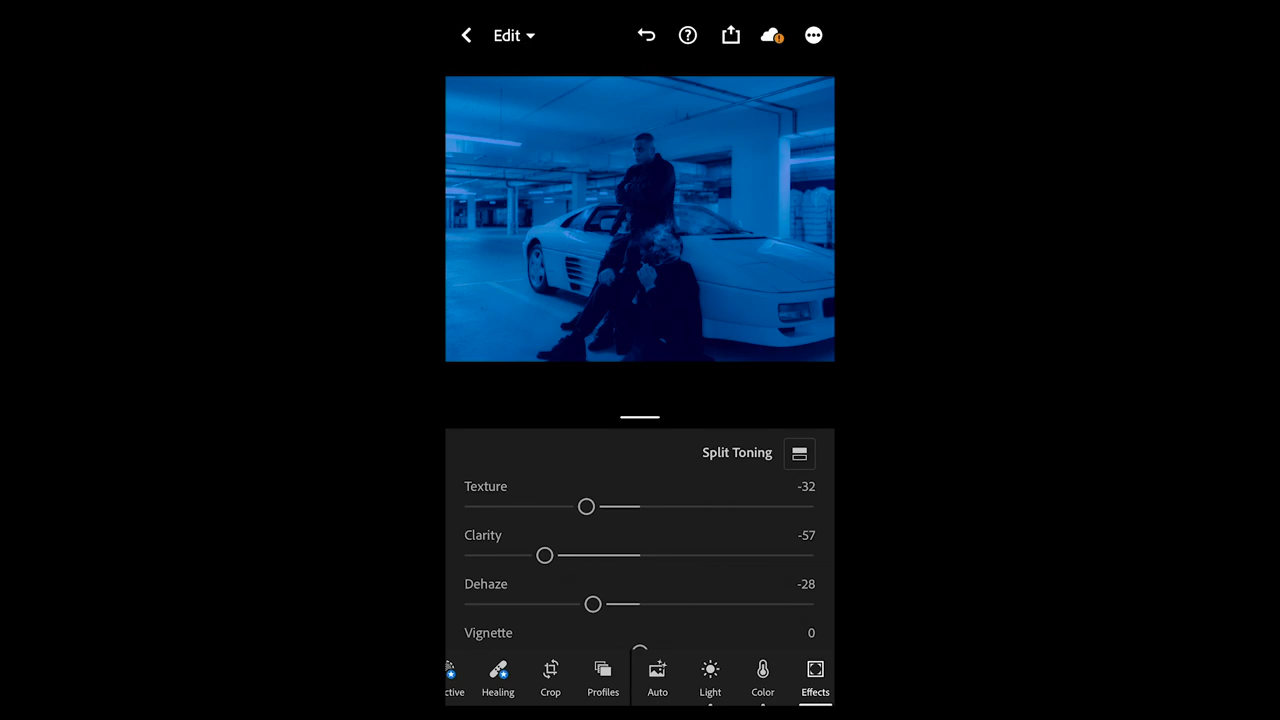 Edit
Split Toning
Texture -32
Clarity -57
Dehaze -28
Vignette 0
ctive Healing Crop Profiles Auto Light Color Effects